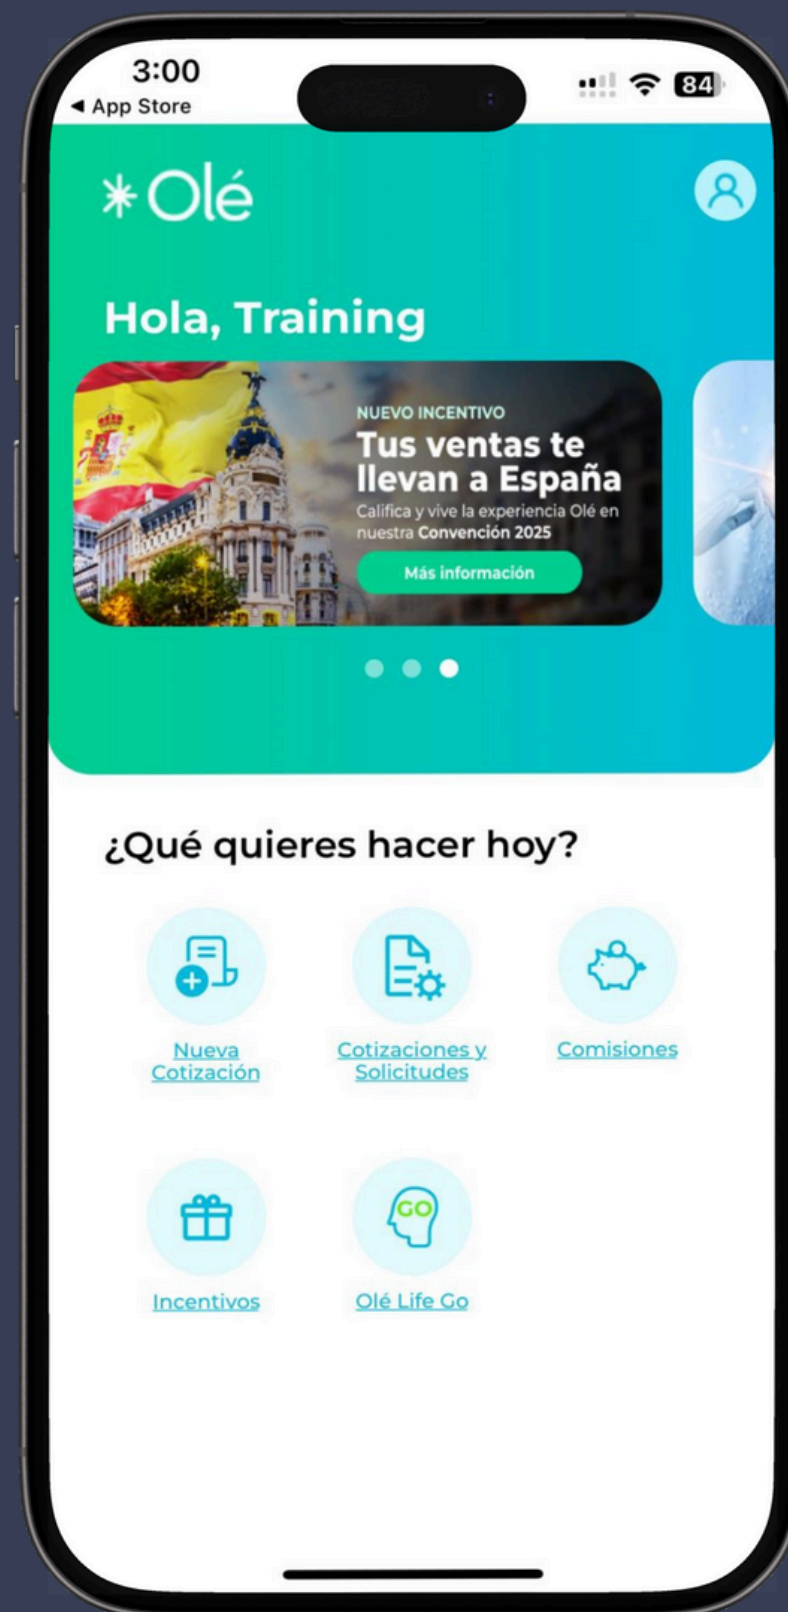 3:00
◀ App Store
84
Olé
Hola, Training
NUEVO INCENTIVO
Tus ventas te
llevan a España
Califica y vive la experiencia Olé en
nuestra Convención 2025
Más información
¿Qué quieres hacer hoy?
Nueva
Cotización
Cotizaciones y
Solicitudes
Comisiones
GO
Incentivos
Olé Life Go